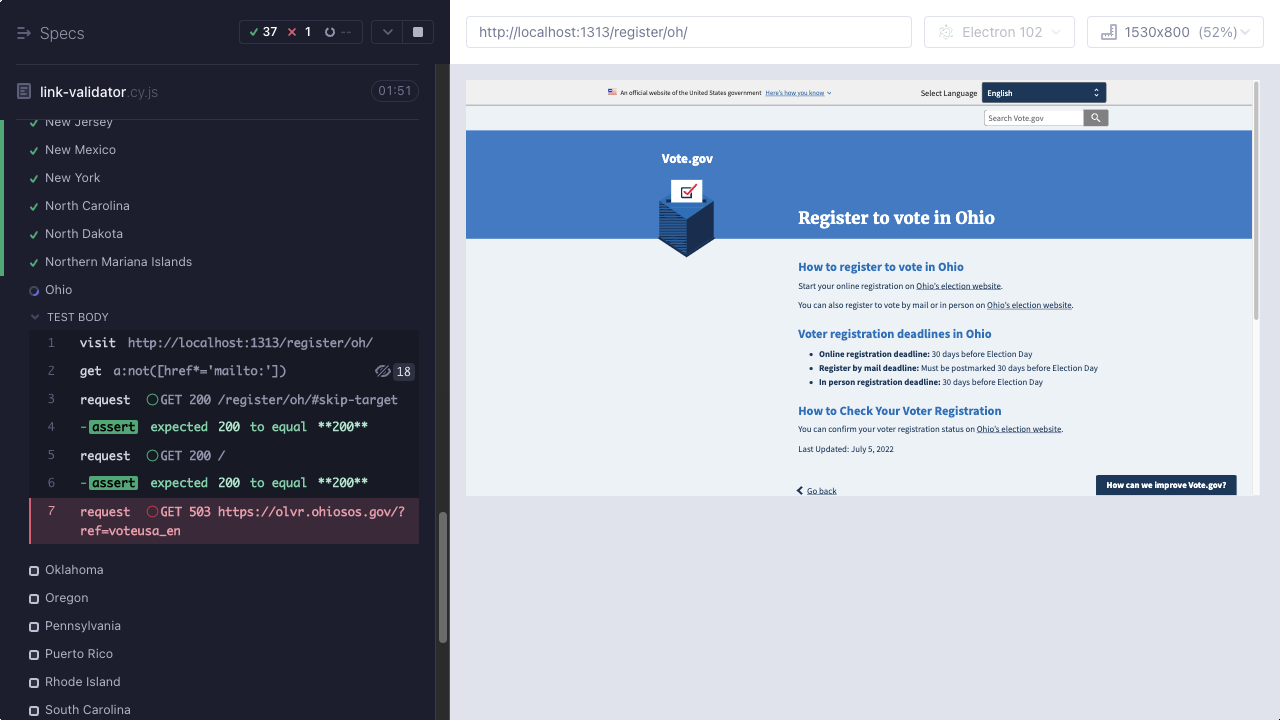 Specs
37 1 --
link-validator.cy.js 01:51
New Jersey
New Mexico
New York
North Carolina
North Dakota
Northern Mariana Islands
Ohio
TEST BODY
1 visit http://localhost:1313/register/oh/
2 get a:not([href*='mailto:']) 18
3 request GET 200 /register/oh/#skip-target
4 -assert expected 200 to equal **200**
5 request GET 200 /
6 -assert expected 200 to equal **200**
7 request GET 503 https://olvr.ohiosos.gov/?
ref=voteusa_en
Oklahoma
Oregon
Pennsylvania
Puerto Rico
Rhode Island
South Carolina
http://localhost:1313/register/oh/
Electron 102
1530x800 (52%)
An official website of the United States government Here's how you know
Select Language English
Search Vote.gov
Vote.gov
Register to vote in Ohio
How to register to vote in Ohio
Start your online registration on Ohio's election website.
You can also register to vote by mail or in person on Ohio's election website.
Voter registration deadlines in Ohio
Online registration deadline: 30 days before Election Day
Register by mail deadline: Must be postmarked 30 days before Election Day
In person registration deadline: 30 days before Election Day
How to Check Your Voter Registration
You can confirm your voter registration status on Ohio's election website.
Last Updated: July 5, 2022
Go back
How can we improve Vote.gov?